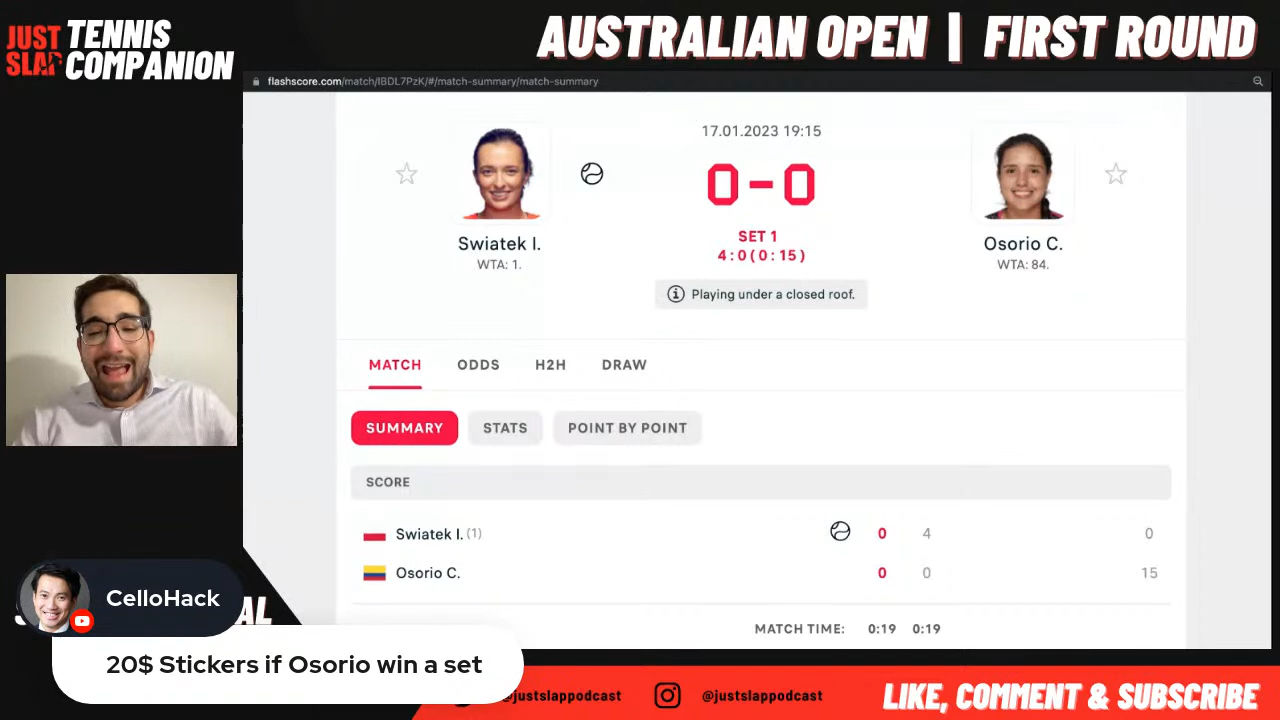 JUST SLAP TENNIS COMPANION
AUSTRALIAN OPEN | FIRST ROUND
flashscore.com/match/IBDL7PzK/#/match-summary/match-summary
17.01.2023 19:15
0-0
Swiatek I.
WTA: 1.
SET 1
4 : 0 ( 0 : 15 )
Osorio C.
WTA: 84.
Playing under a closed roof.
MATCH ODDS H2H DRAW
SUMMARY STATS POINT BY POINT
SCORE
Swiatek I. (1) 0 4 0
Osorio C. 0 0 15
MATCH TIME: 0:19 0:19
CelloHack
20$ Stickers if Osorio win a set
@justslappodcast
@justslappodcast
LIKE, COMMENT & SUBSCRIBE